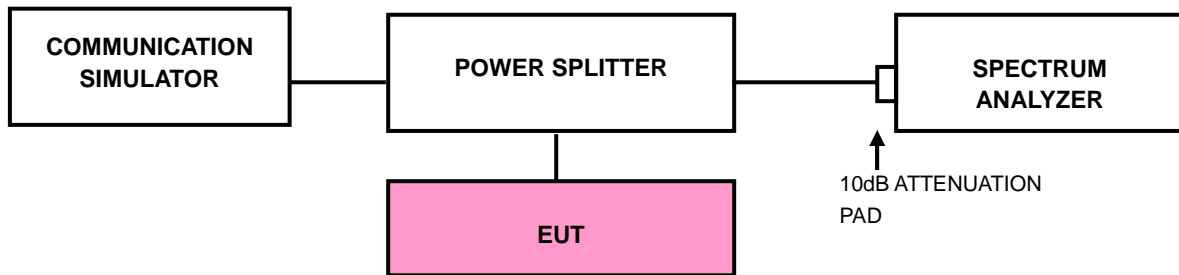 COMMUNICATION
SIMULATOR
POWER SPLITTER
SPECTRUM
ANALYZER
10dB ATTENUATION
PAD
EUT